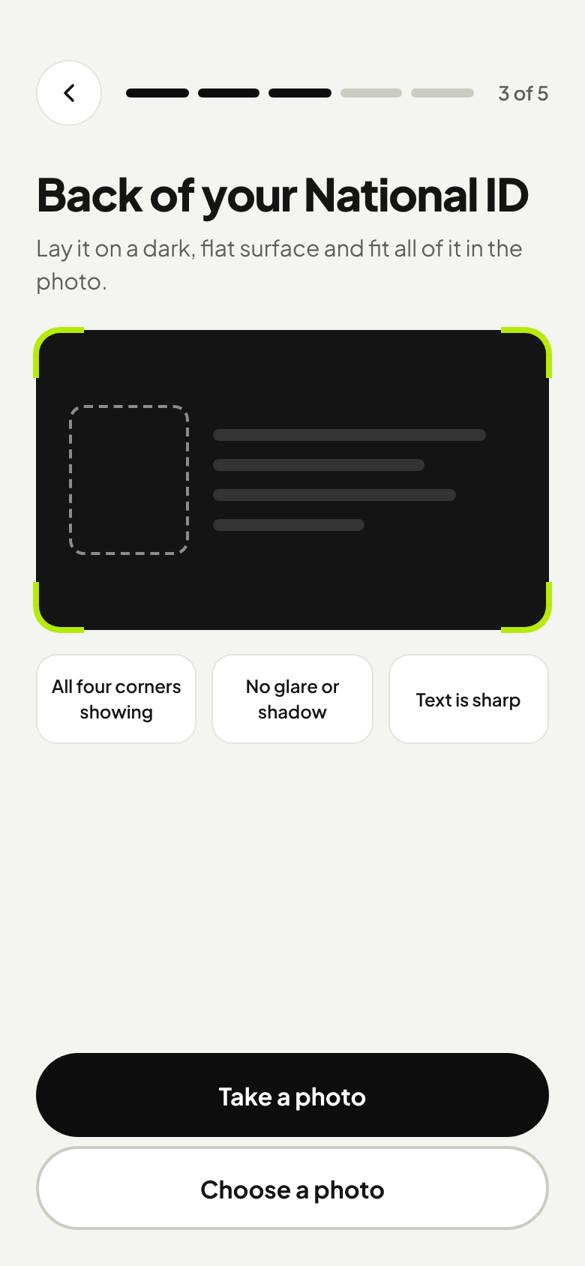 3 of 5
Back of your National ID
Lay it on a dark, flat surface and fit all of it in the
photo.
All four corners
showing
No glare or
shadow
Text is sharp
Take a photo
Choose a photo